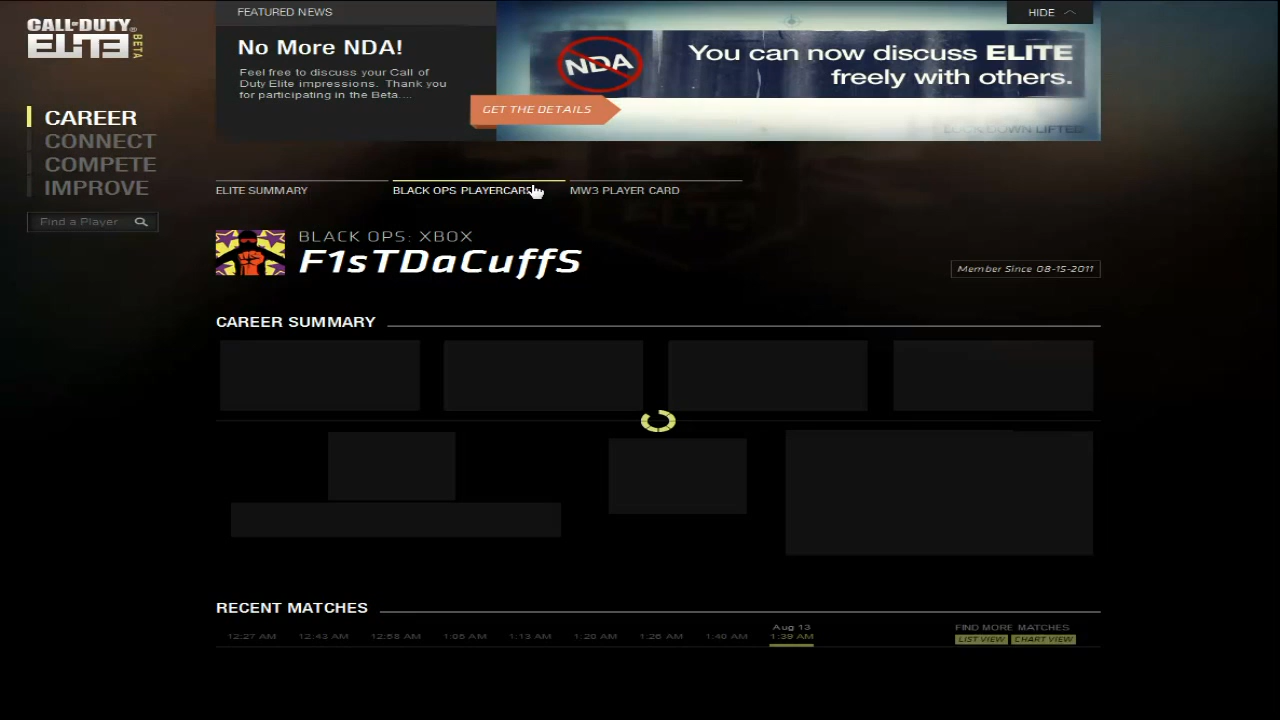 CALL OF DUTY®
ELITE BETA
CAREER
CONNECT
COMPETE
IMPROVE
Find a Player
FEATURED NEWS
HIDE
No More NDA!
Feel free to discuss your Call of
Duty Elite impressions. Thank you
for participating in the Beta....
NDA
You can now discuss ELITE
freely with others.
GET THE DETAILS
LOCKDOWN LIFTED
ELITE SUMMARY
BLACK OPS PLAYERCARD
MW3 PLAYER CARD
BLACK OPS: XBOX
F1sTDaCuffS
Member Since 08-15-2011
CAREER SUMMARY
RECENT MATCHES
Aug 13
12:27 AM 12:43 AM 12:58 AM 1:05 AM 1:13 AM 1:20 AM 1:26 AM 1:40 AM 1:39 AM
FIND MORE MATCHES
LIST VIEW CHART VIEW